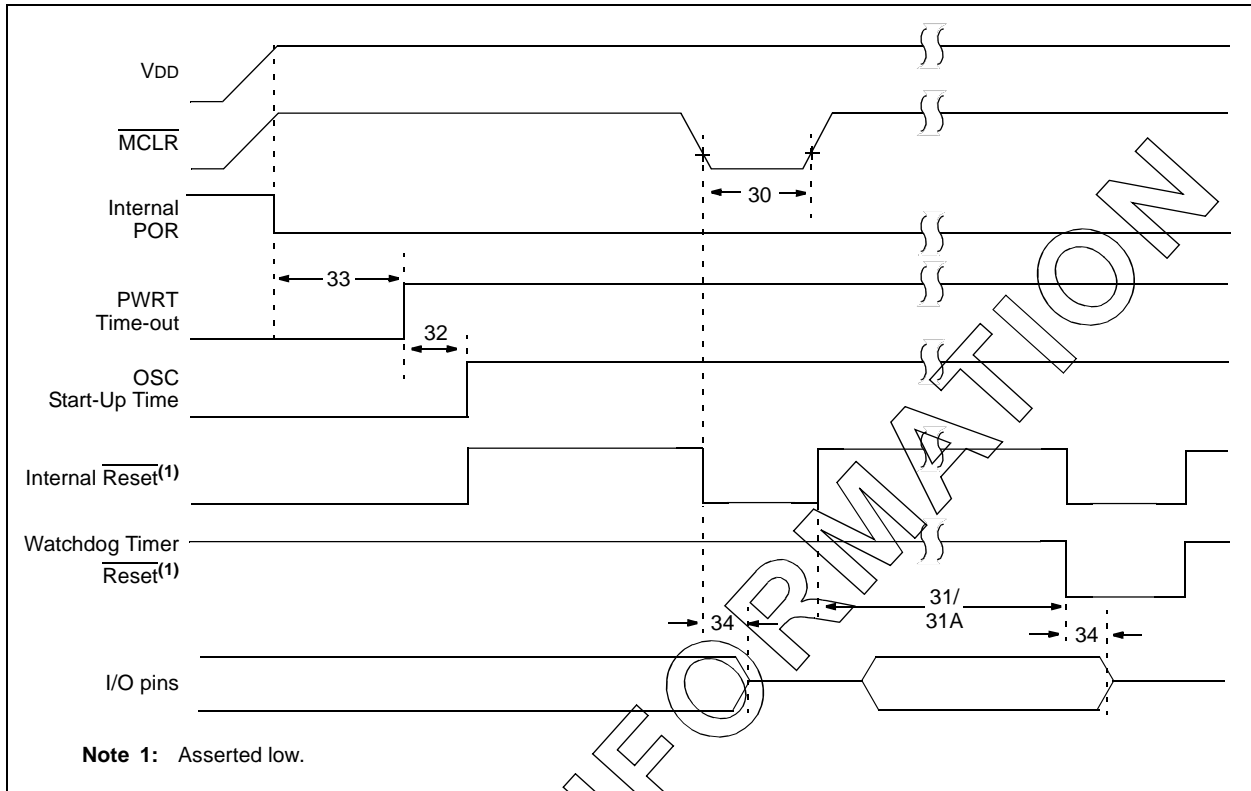 VDD
MCLR
30
Internal
POR
33
PWRT
Time-out
32
OSC
Start-Up Time
Internal Reset(1)
Watchdog Timer
Reset(1)
31/
31A
34
34
I/O pins
Note 1: Asserted low.
NFORMATION